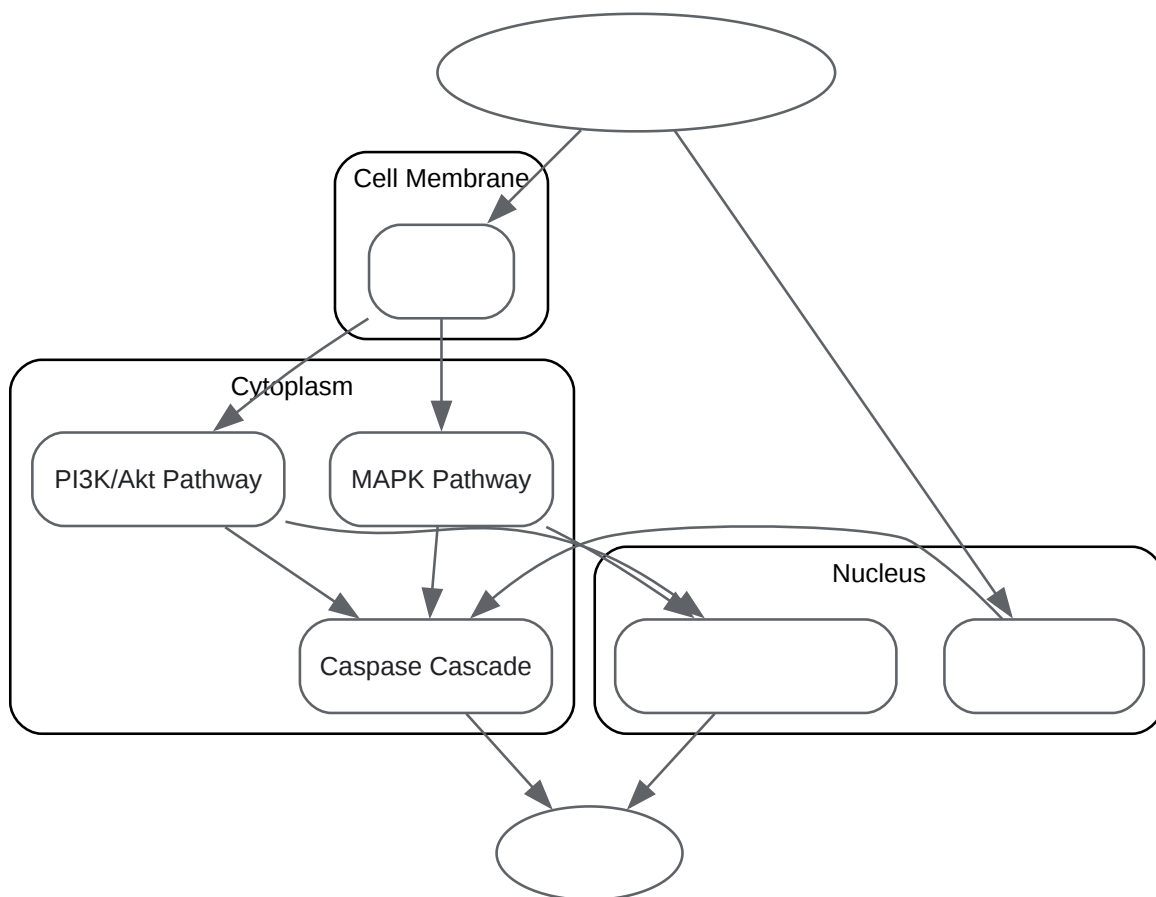 Cell Membrane
Cytoplasm
PI3K/Akt Pathway
MAPK Pathway
Nucleus
Caspase Cascade